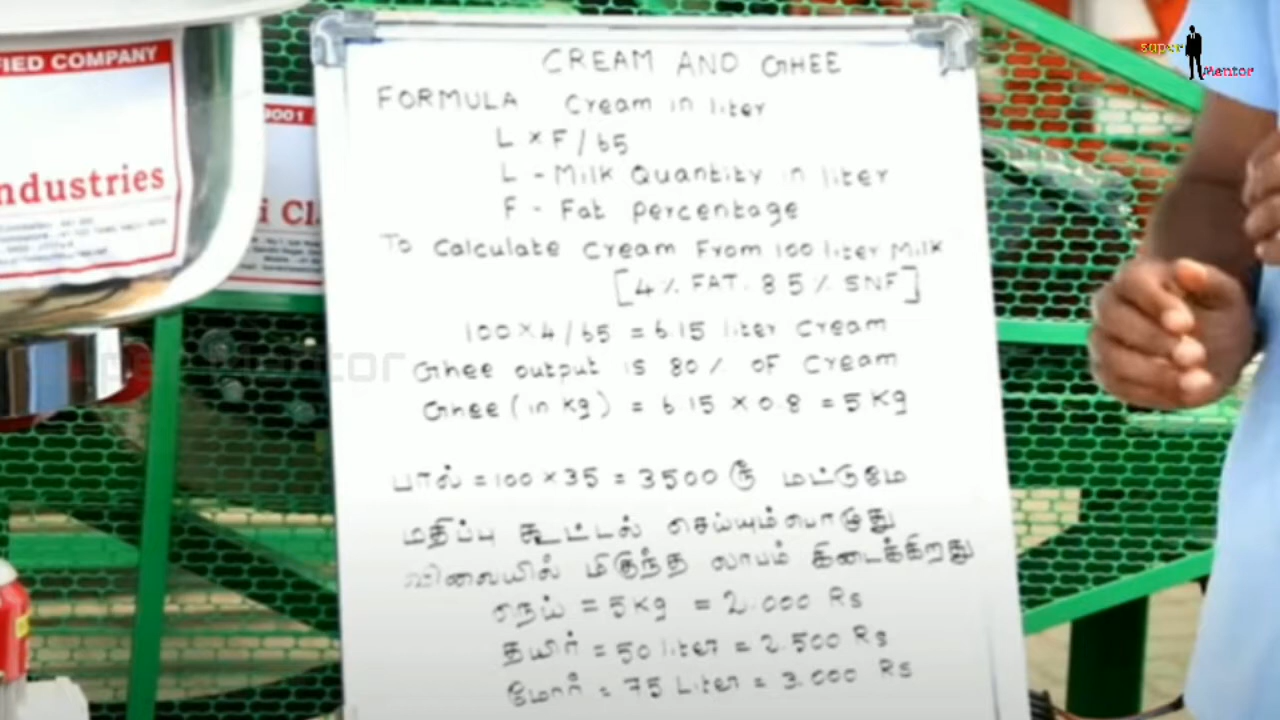 FIED COMPANY
9001
ndustries
i Cl
super
Mentor
CREAM AND GHEE
FORMULA Cream in liter
L × F / 65
L - Milk Quantity in liter
F - Fat Percentage
To Calculate Cream From 100 liter Milk
[4 % FAT. 8 5 % SNF]
100 × 4 / 65 = 6.15 liter Cream
Ghee output is 80 % OF Cream
Ghee (in kg) = 6.15 × 0.8 = 5 Kg
பால் = 100 × 35 = 3500 ரூ மட்டுமே
மதிப்பு கூட்டல் செய்யும்பொழுது
விலையில் மிகுந்த லாபம் கிடைக்கிறது
நெய் = 5 Kg = 2.000 Rs
தயிர் = 50 liter = 2.500 Rs
மோர் = 75 Liter = 3.000 Rs